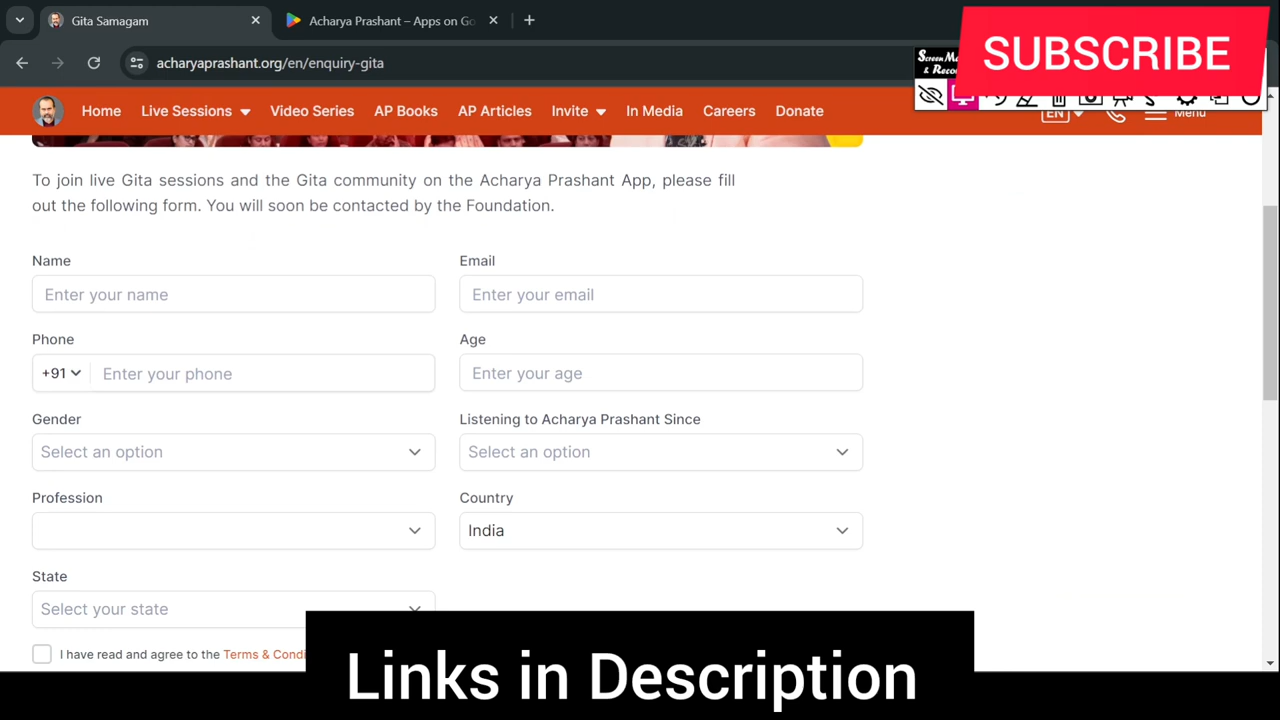 Gita Samagam
Acharya Prashant – Apps on Go
SUBSCRIBE
acharyaprashant.org/en/enquiry-gita
Home Live Sessions Video Series AP Books AP Articles Invite In Media Careers Donate EN Menu
To join live Gita sessions and the Gita community on the Acharya Prashant App, please fill
out the following form. You will soon be contacted by the Foundation.
Name Email
Enter your name Enter your email
Phone Age
+91 Enter your phone Enter your age
Gender Listening to Acharya Prashant Since
Select an option Select an option
Profession Country
India
State
Select your state
I have read and agree to the Terms &
Links in Description